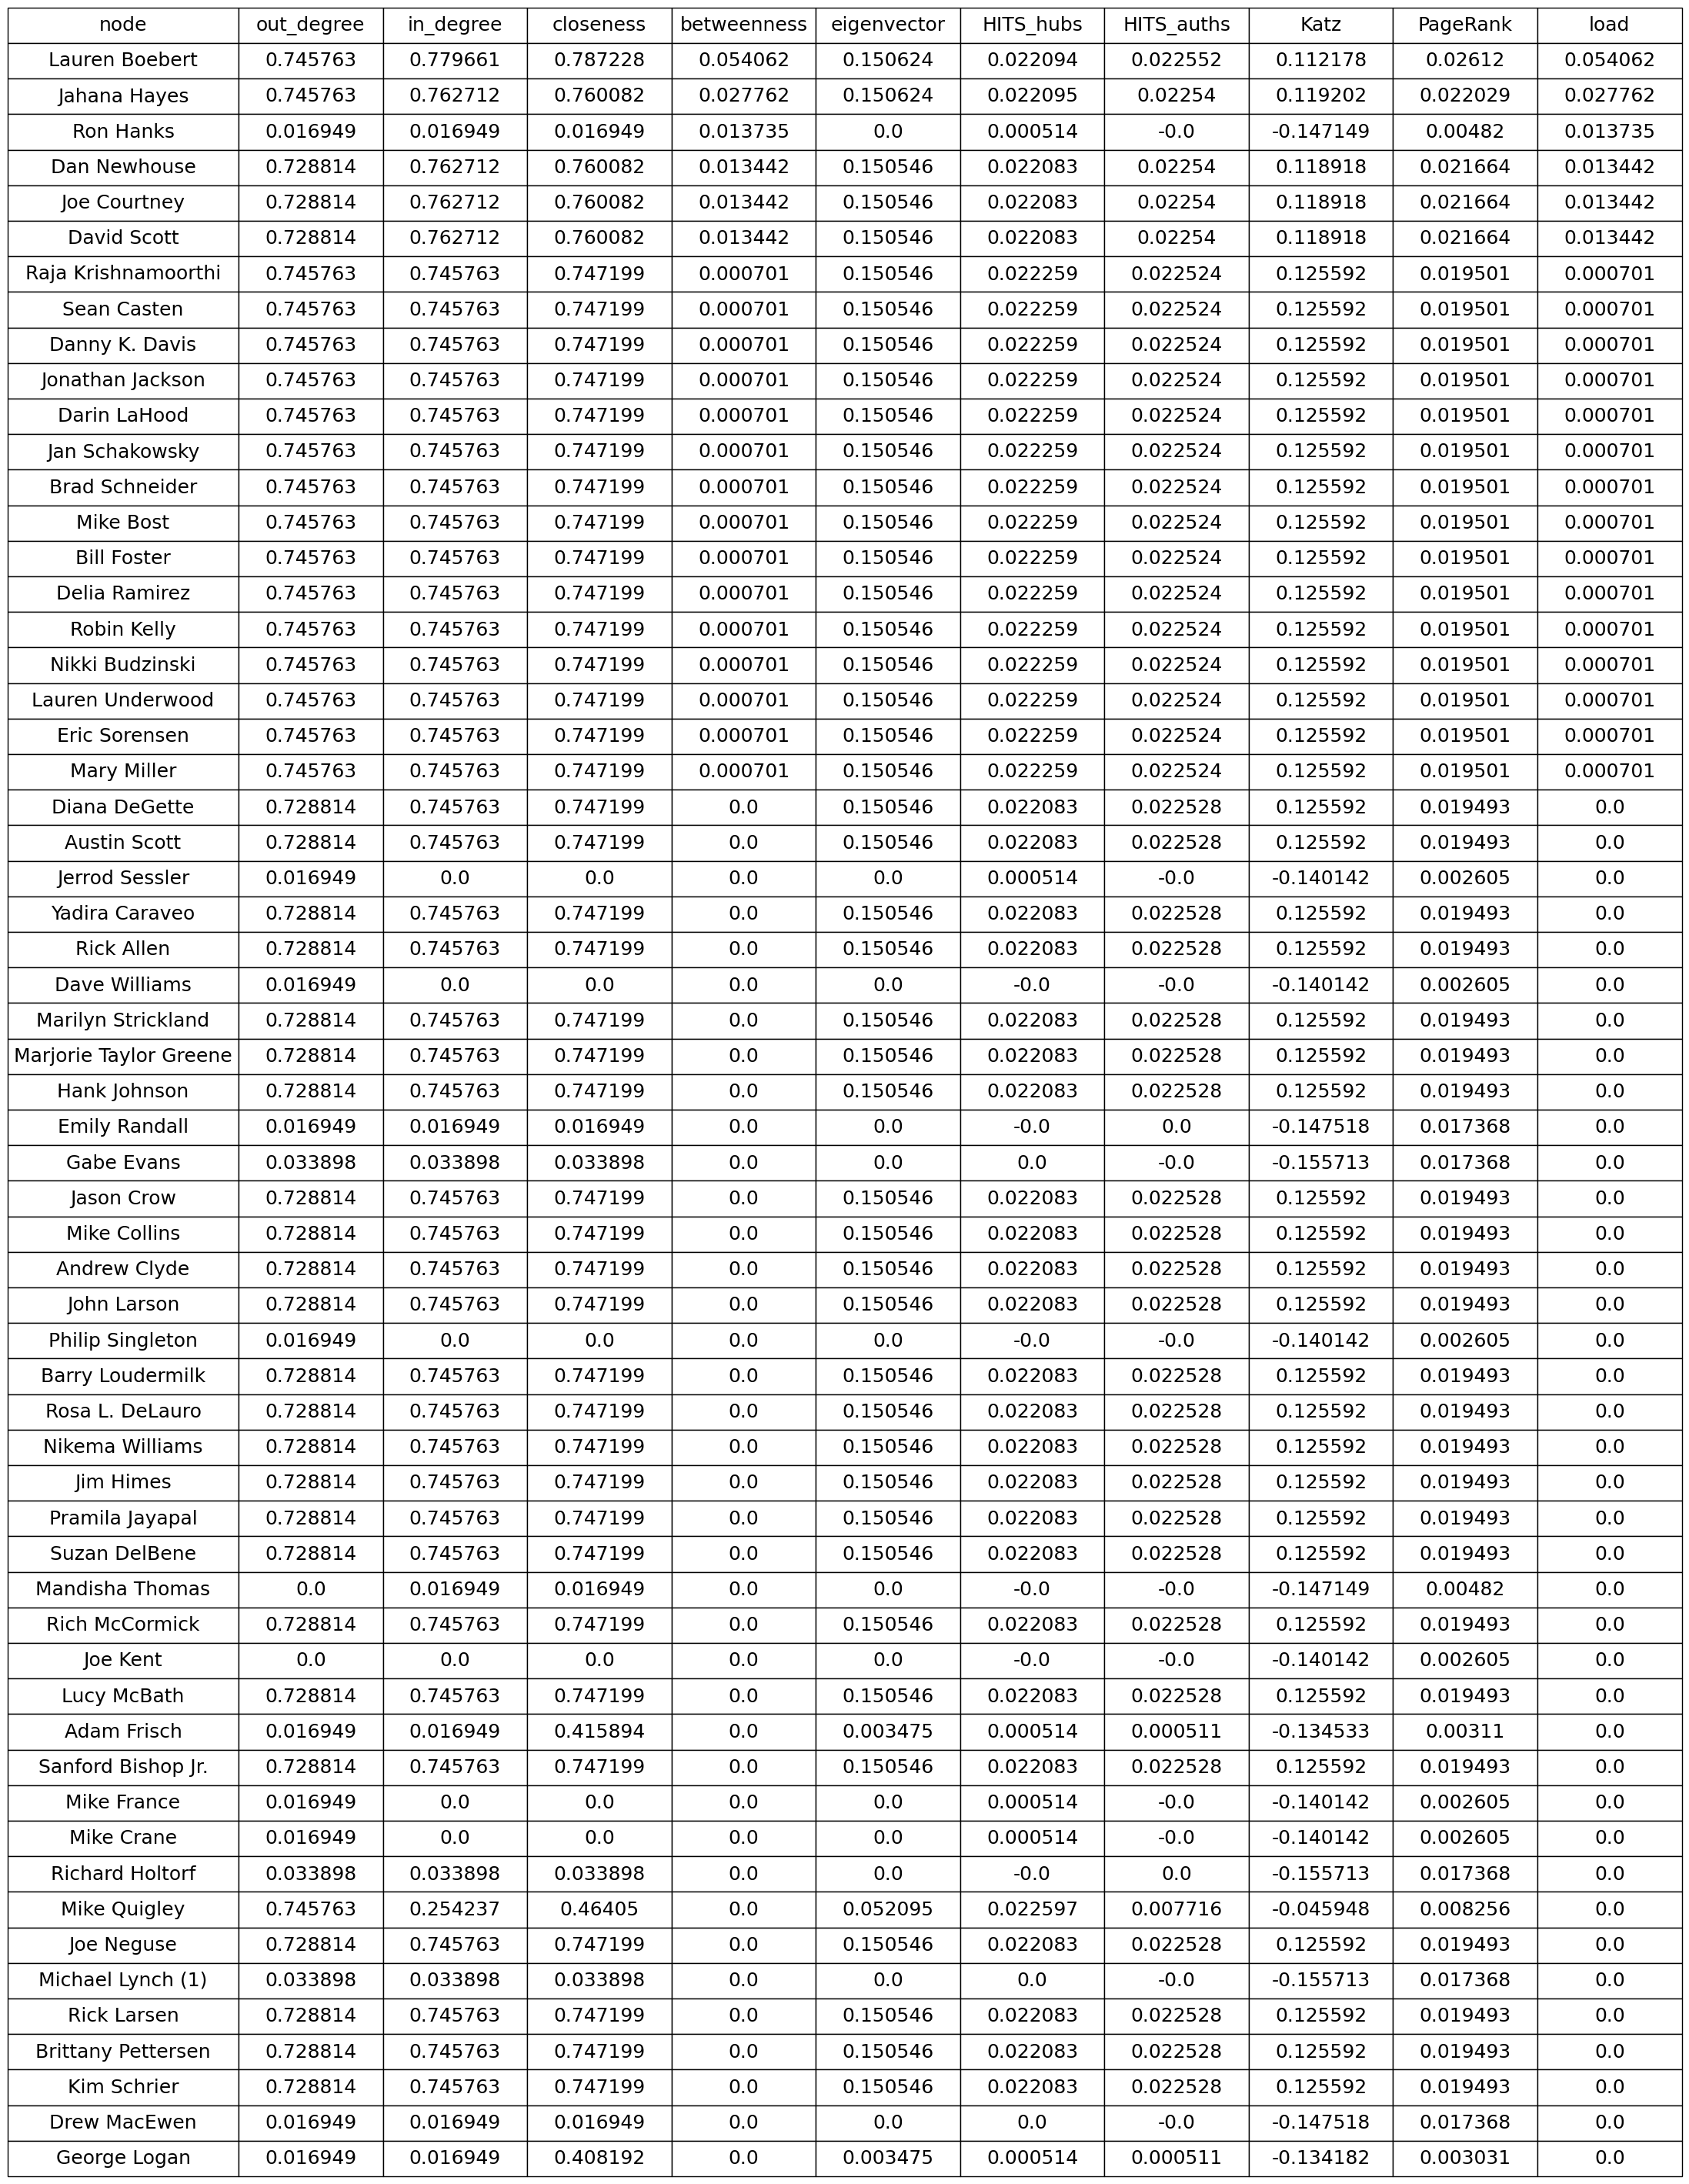 node out_degree in_degree closeness betweenness eigenvector HITS_hubs HITS_auths Katz PageRank load
Lauren Boebert 0.745763 0.779661 0.787228 0.054062 0.150624 0.022094 0.022552 0.112178 0.02612 0.054062
Jahana Hayes 0.745763 0.762712 0.760082 0.027762 0.150624 0.022095 0.02254 0.119202 0.022029 0.027762
Ron Hanks 0.016949 0.016949 0.016949 0.013735 0.0 0.000514 -0.0 -0.147149 0.00482 0.013735
Dan Newhouse 0.728814 0.762712 0.760082 0.013442 0.150546 0.022083 0.02254 0.118918 0.021664 0.013442
Joe Courtney 0.728814 0.762712 0.760082 0.013442 0.150546 0.022083 0.02254 0.118918 0.021664 0.013442
David Scott 0.728814 0.762712 0.760082 0.013442 0.150546 0.022083 0.02254 0.118918 0.021664 0.013442
Raja Krishnamoorthi 0.745763 0.745763 0.747199 0.000701 0.150546 0.022259 0.022524 0.125592 0.019501 0.000701
Sean Casten 0.745763 0.745763 0.747199 0.000701 0.150546 0.022259 0.022524 0.125592 0.019501 0.000701
Danny K. Davis 0.745763 0.745763 0.747199 0.000701 0.150546 0.022259 0.022524 0.125592 0.019501 0.000701
Jonathan Jackson 0.745763 0.745763 0.747199 0.000701 0.150546 0.022259 0.022524 0.125592 0.019501 0.000701
Darin LaHood 0.745763 0.745763 0.747199 0.000701 0.150546 0.022259 0.022524 0.125592 0.019501 0.000701
Jan Schakowsky 0.745763 0.745763 0.747199 0.000701 0.150546 0.022259 0.022524 0.125592 0.019501 0.000701
Brad Schneider 0.745763 0.745763 0.747199 0.000701 0.150546 0.022259 0.022524 0.125592 0.019501 0.000701
Mike Bost 0.745763 0.745763 0.747199 0.000701 0.150546 0.022259 0.022524 0.125592 0.019501 0.000701
Bill Foster 0.745763 0.745763 0.747199 0.000701 0.150546 0.022259 0.022524 0.125592 0.019501 0.000701
Delia Ramirez 0.745763 0.745763 0.747199 0.000701 0.150546 0.022259 0.022524 0.125592 0.019501 0.000701
Robin Kelly 0.745763 0.745763 0.747199 0.000701 0.150546 0.022259 0.022524 0.125592 0.019501 0.000701
Nikki Budzinski 0.745763 0.745763 0.747199 0.000701 0.150546 0.022259 0.022524 0.125592 0.019501 0.000701
Lauren Underwood 0.745763 0.745763 0.747199 0.000701 0.150546 0.022259 0.022524 0.125592 0.019501 0.000701
Eric Sorensen 0.745763 0.745763 0.747199 0.000701 0.150546 0.022259 0.022524 0.125592 0.019501 0.000701
Mary Miller 0.745763 0.745763 0.747199 0.000701 0.150546 0.022259 0.022524 0.125592 0.019501 0.000701
Diana DeGette 0.728814 0.745763 0.747199 0.0 0.150546 0.022083 0.022528 0.125592 0.019493 0.0
Austin Scott 0.728814 0.745763 0.747199 0.0 0.150546 0.022083 0.022528 0.125592 0.019493 0.0
Jerrod Sessler 0.016949 0.0 0.0 0.0 0.0 0.000514 -0.0 -0.140142 0.002605 0.0
Yadira Caraveo 0.728814 0.745763 0.747199 0.0 0.150546 0.022083 0.022528 0.125592 0.019493 0.0
Rick Allen 0.728814 0.745763 0.747199 0.0 0.150546 0.022083 0.022528 0.125592 0.019493 0.0
Dave Williams 0.016949 0.0 0.0 0.0 0.0 -0.0 -0.0 -0.140142 0.002605 0.0
Marilyn Strickland 0.728814 0.745763 0.747199 0.0 0.150546 0.022083 0.022528 0.125592 0.019493 0.0
Marjorie Taylor Greene 0.728814 0.745763 0.747199 0.0 0.150546 0.022083 0.022528 0.125592 0.019493 0.0
Hank Johnson 0.728814 0.745763 0.747199 0.0 0.150546 0.022083 0.022528 0.125592 0.019493 0.0
Emily Randall 0.016949 0.016949 0.016949 0.0 0.0 -0.0 0.0 -0.147518 0.017368 0.0
Gabe Evans 0.033898 0.033898 0.033898 0.0 0.0 0.0 -0.0 -0.155713 0.017368 0.0
Jason Crow 0.728814 0.745763 0.747199 0.0 0.150546 0.022083 0.022528 0.125592 0.019493 0.0
Mike Collins 0.728814 0.745763 0.747199 0.0 0.150546 0.022083 0.022528 0.125592 0.019493 0.0
Andrew Clyde 0.728814 0.745763 0.747199 0.0 0.150546 0.022083 0.022528 0.125592 0.019493 0.0
John Larson 0.728814 0.745763 0.747199 0.0 0.150546 0.022083 0.022528 0.125592 0.019493 0.0
Philip Singleton 0.016949 0.0 0.0 0.0 0.0 -0.0 -0.0 -0.140142 0.002605 0.0
Barry Loudermilk 0.728814 0.745763 0.747199 0.0 0.150546 0.022083 0.022528 0.125592 0.019493 0.0
Rosa L. DeLauro 0.728814 0.745763 0.747199 0.0 0.150546 0.022083 0.022528 0.125592 0.019493 0.0
Nikema Williams 0.728814 0.745763 0.747199 0.0 0.150546 0.022083 0.022528 0.125592 0.019493 0.0
Jim Himes 0.728814 0.745763 0.747199 0.0 0.150546 0.022083 0.022528 0.125592 0.019493 0.0
Pramila Jayapal 0.728814 0.745763 0.747199 0.0 0.150546 0.022083 0.022528 0.125592 0.019493 0.0
Suzan DelBene 0.728814 0.745763 0.747199 0.0 0.150546 0.022083 0.022528 0.125592 0.019493 0.0
Mandisha Thomas 0.0 0.016949 0.016949 0.0 0.0 -0.0 -0.0 -0.147149 0.00482 0.0
Rich McCormick 0.728814 0.745763 0.747199 0.0 0.150546 0.022083 0.022528 0.125592 0.019493 0.0
Joe Kent 0.0 0.0 0.0 0.0 0.0 -0.0 -0.0 -0.140142 0.002605 0.0
Lucy McBath 0.728814 0.745763 0.747199 0.0 0.150546 0.022083 0.022528 0.125592 0.019493 0.0
Adam Frisch 0.016949 0.016949 0.415894 0.0 0.003475 0.000514 0.000511 -0.134533 0.00311 0.0
Sanford Bishop Jr. 0.728814 0.745763 0.747199 0.0 0.150546 0.022083 0.022528 0.125592 0.019493 0.0
Mike France 0.016949 0.0 0.0 0.0 0.0 0.000514 -0.0 -0.140142 0.002605 0.0
Mike Crane 0.016949 0.0 0.0 0.0 0.0 0.000514 -0.0 -0.140142 0.002605 0.0
Richard Holtorf 0.033898 0.033898 0.033898 0.0 0.0 -0.0 0.0 -0.155713 0.017368 0.0
Mike Quigley 0.745763 0.254237 0.46405 0.0 0.052095 0.022597 0.007716 -0.045948 0.008256 0.0
Joe Neguse 0.728814 0.745763 0.747199 0.0 0.150546 0.022083 0.022528 0.125592 0.019493 0.0
Michael Lynch (1) 0.033898 0.033898 0.033898 0.0 0.0 0.0 -0.0 -0.155713 0.017368 0.0
Rick Larsen 0.728814 0.745763 0.747199 0.0 0.150546 0.022083 0.022528 0.125592 0.019493 0.0
Brittany Pettersen 0.728814 0.745763 0.747199 0.0 0.150546 0.022083 0.022528 0.125592 0.019493 0.0
Kim Schrier 0.728814 0.745763 0.747199 0.0 0.150546 0.022083 0.022528 0.125592 0.019493 0.0
Drew MacEwen 0.016949 0.016949 0.016949 0.0 0.0 0.0 -0.0 -0.147518 0.017368 0.0
George Logan 0.016949 0.016949 0.408192 0.0 0.003475 0.000514 0.000511 -0.134182 0.003031 0.0